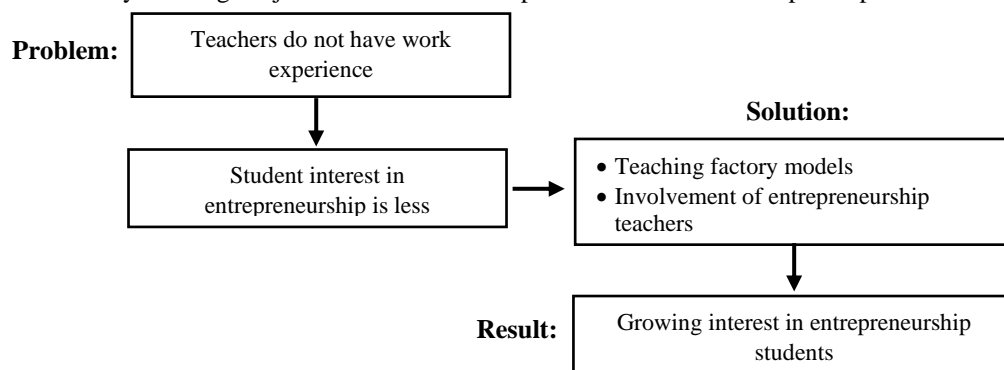 Problem:
Teachers do not have work
experience
Student interest in
entrepreneurship is less
Solution:
• Teaching factory models
• Involvement of entrepreneurship
teachers
Result:
Growing interest in entrepreneurship
students